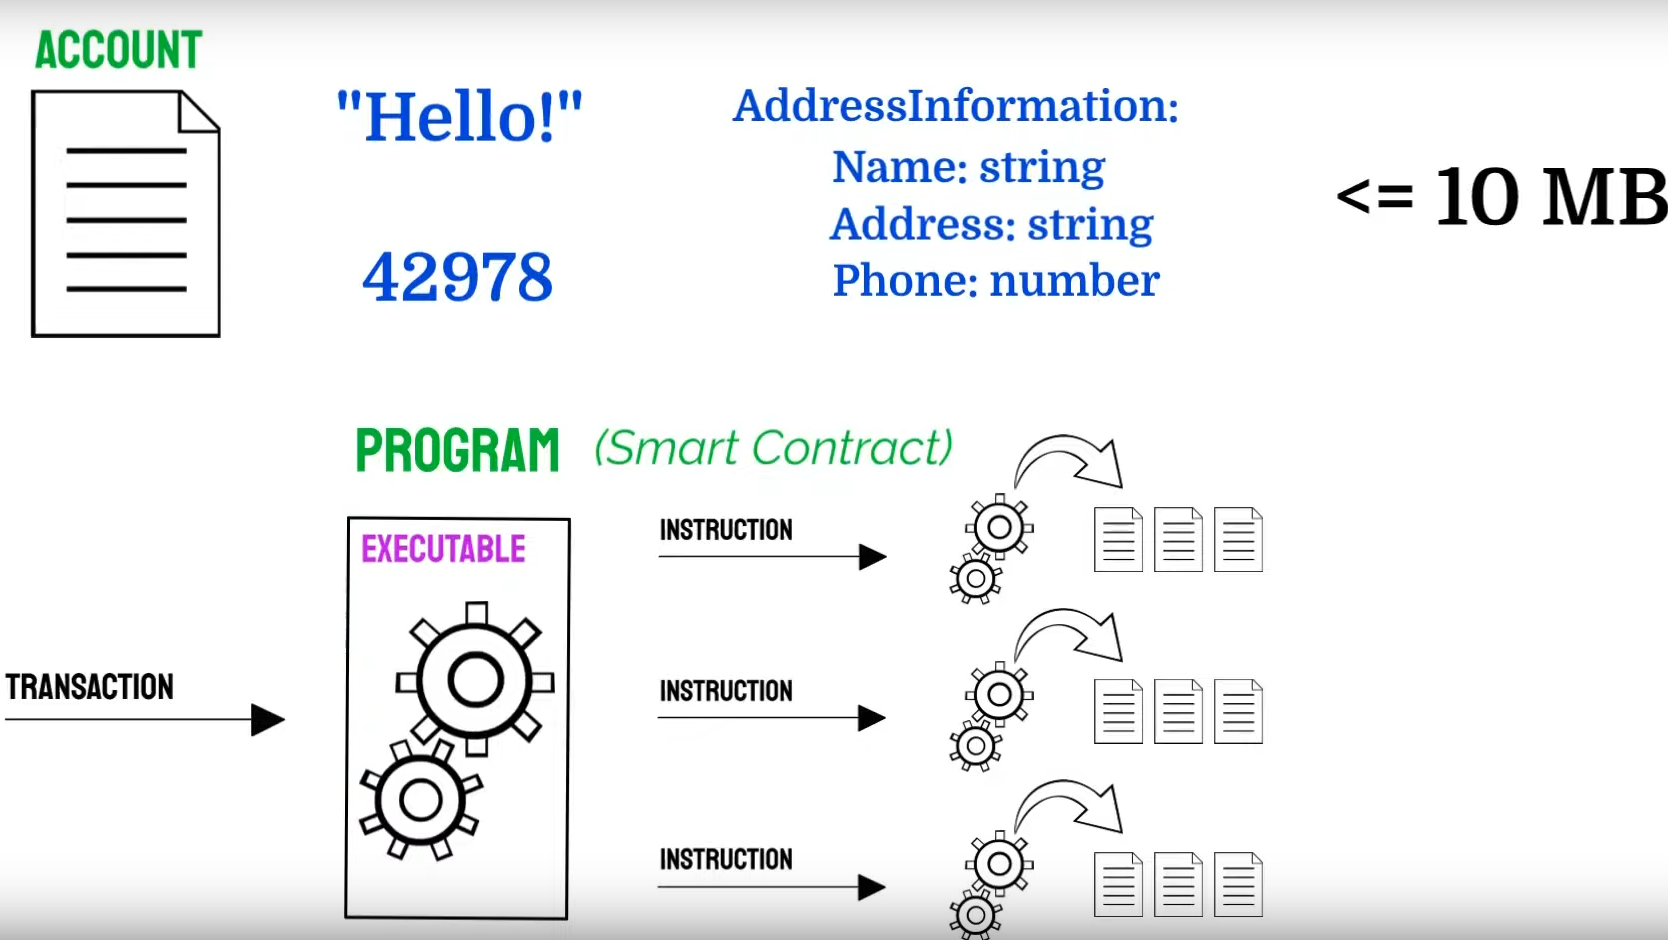 ACCOUNT
"Hello!"
42978
AddressInformation:
Name: string
Address: string
Phone: number
<= 10 MB
PROGRAM (Smart Contract)
EXECUTABLE
TRANSACTION
INSTRUCTION
INSTRUCTION
INSTRUCTION